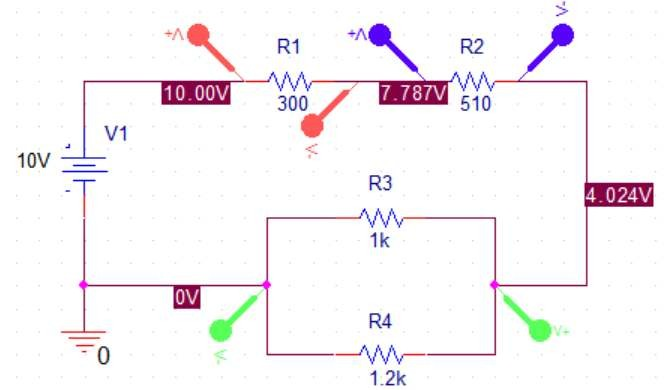 V+
V+
V-
R1
R2
10.00V
300
7.787V
510
V1
10V
V-
R3
4.024V
1k
0V
V-
V+
R4
0
1.2k